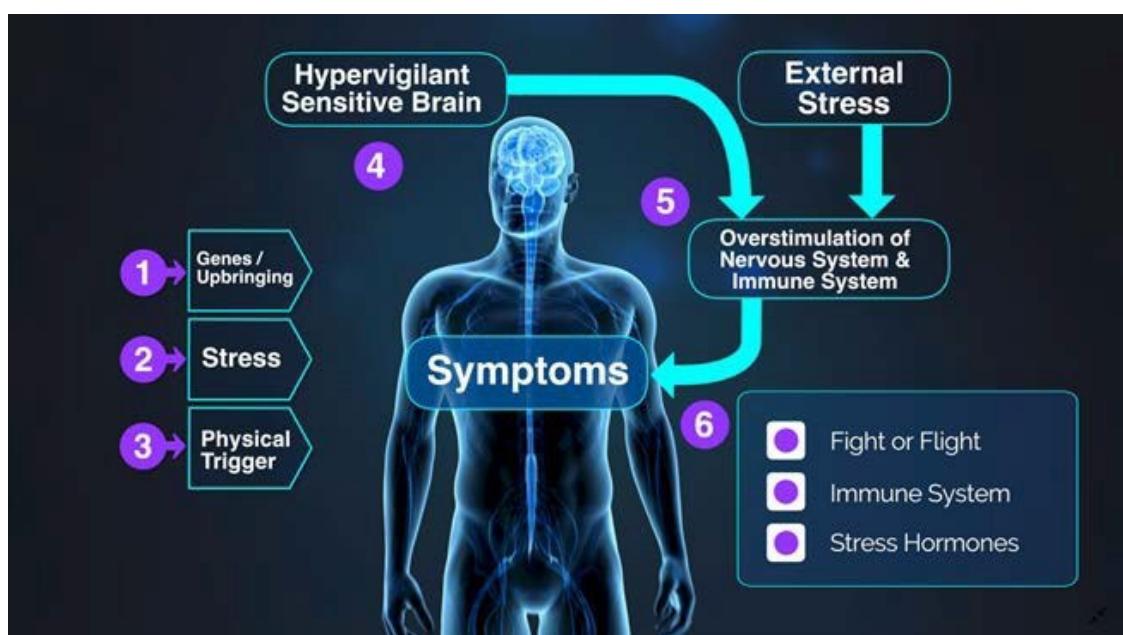 Hypervigilant
Sensitive Brain
External
Stress
4
5
Overstimulation of
Nervous System &
Immune System
1
Genes /
Upbringing
2
Stress
3
Physical
Trigger
Symptoms
6
Fight or Flight
Immune System
Stress Hormones